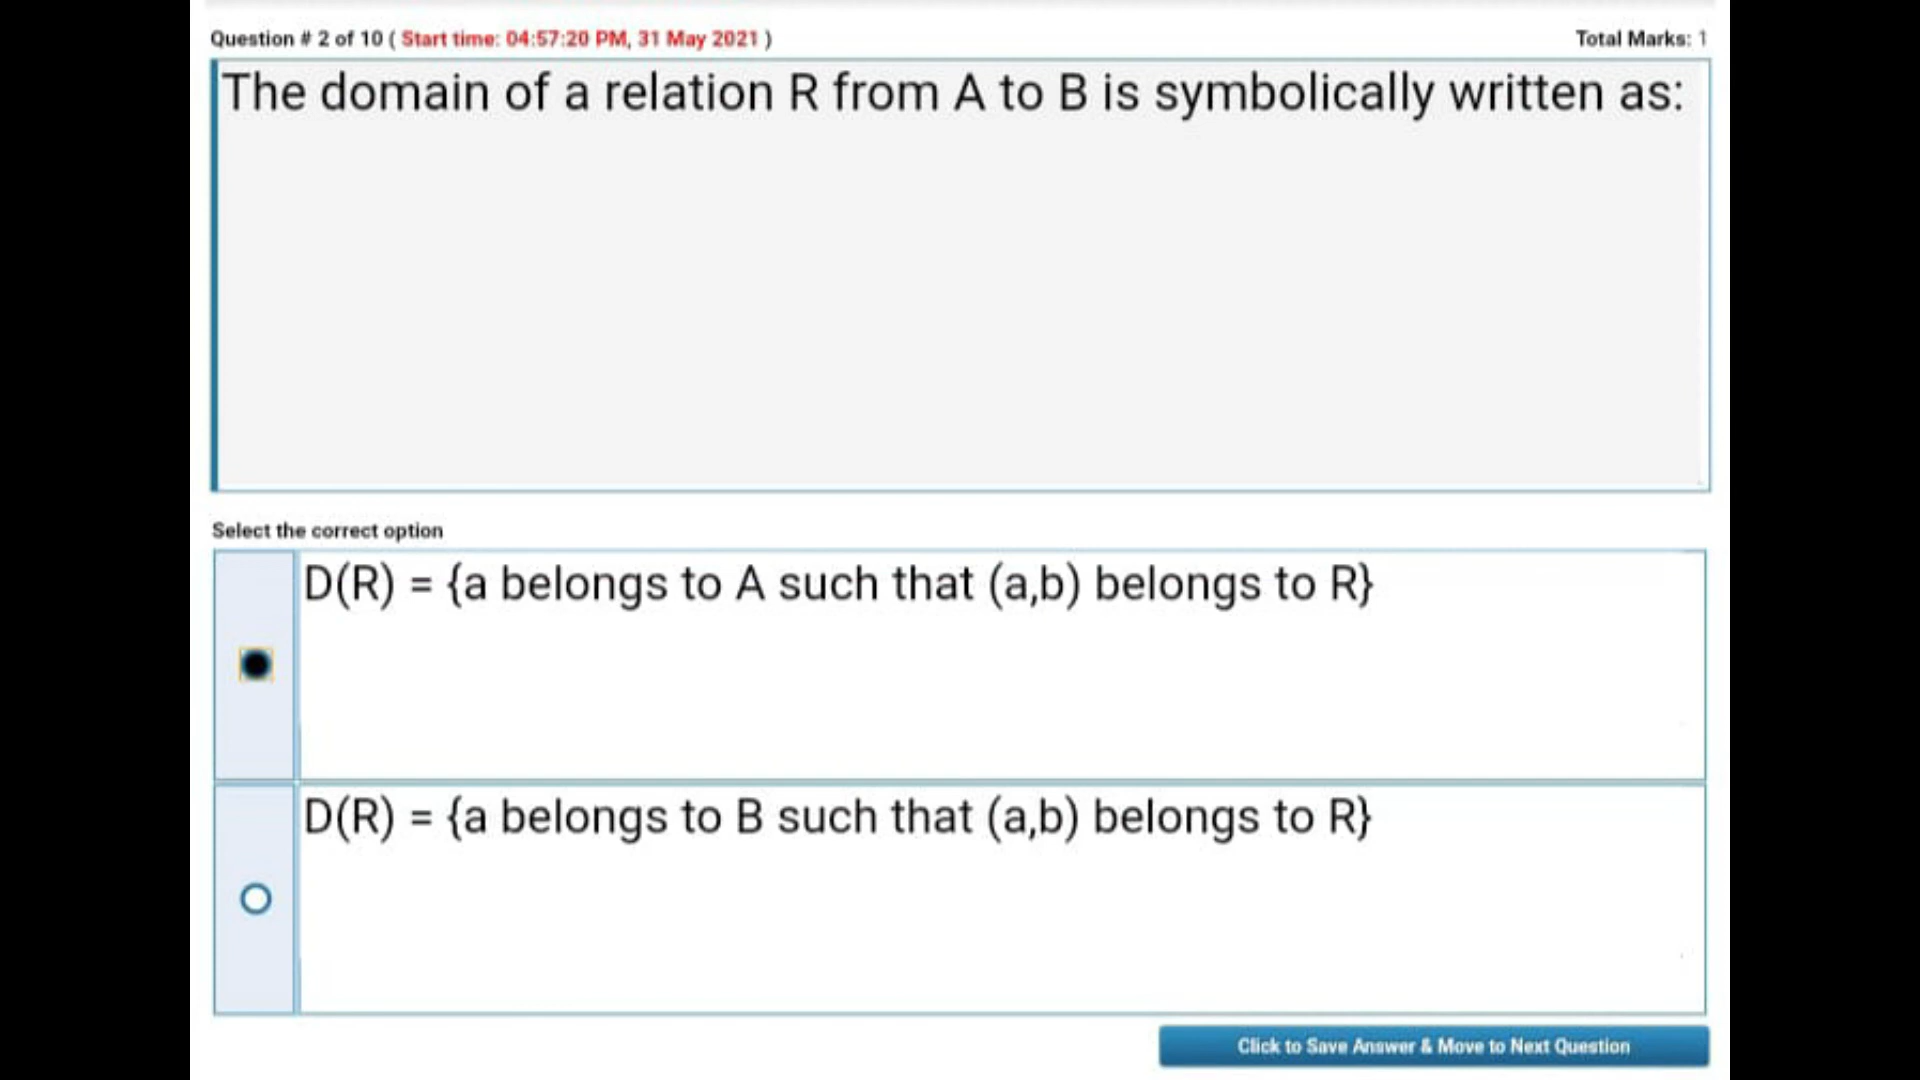 Question # 2 of 10 ( Start time: 04:57:20 PM, 31 May 2021 )
Total Marks: 1
The domain of a relation R from A to B is symbolically written as:
Select the correct option
D(R) = {a belongs to A such that (a,b) belongs to R}
D(R) = {a belongs to B such that (a,b) belongs to R}
Click to Save Answer & Move to Next Question